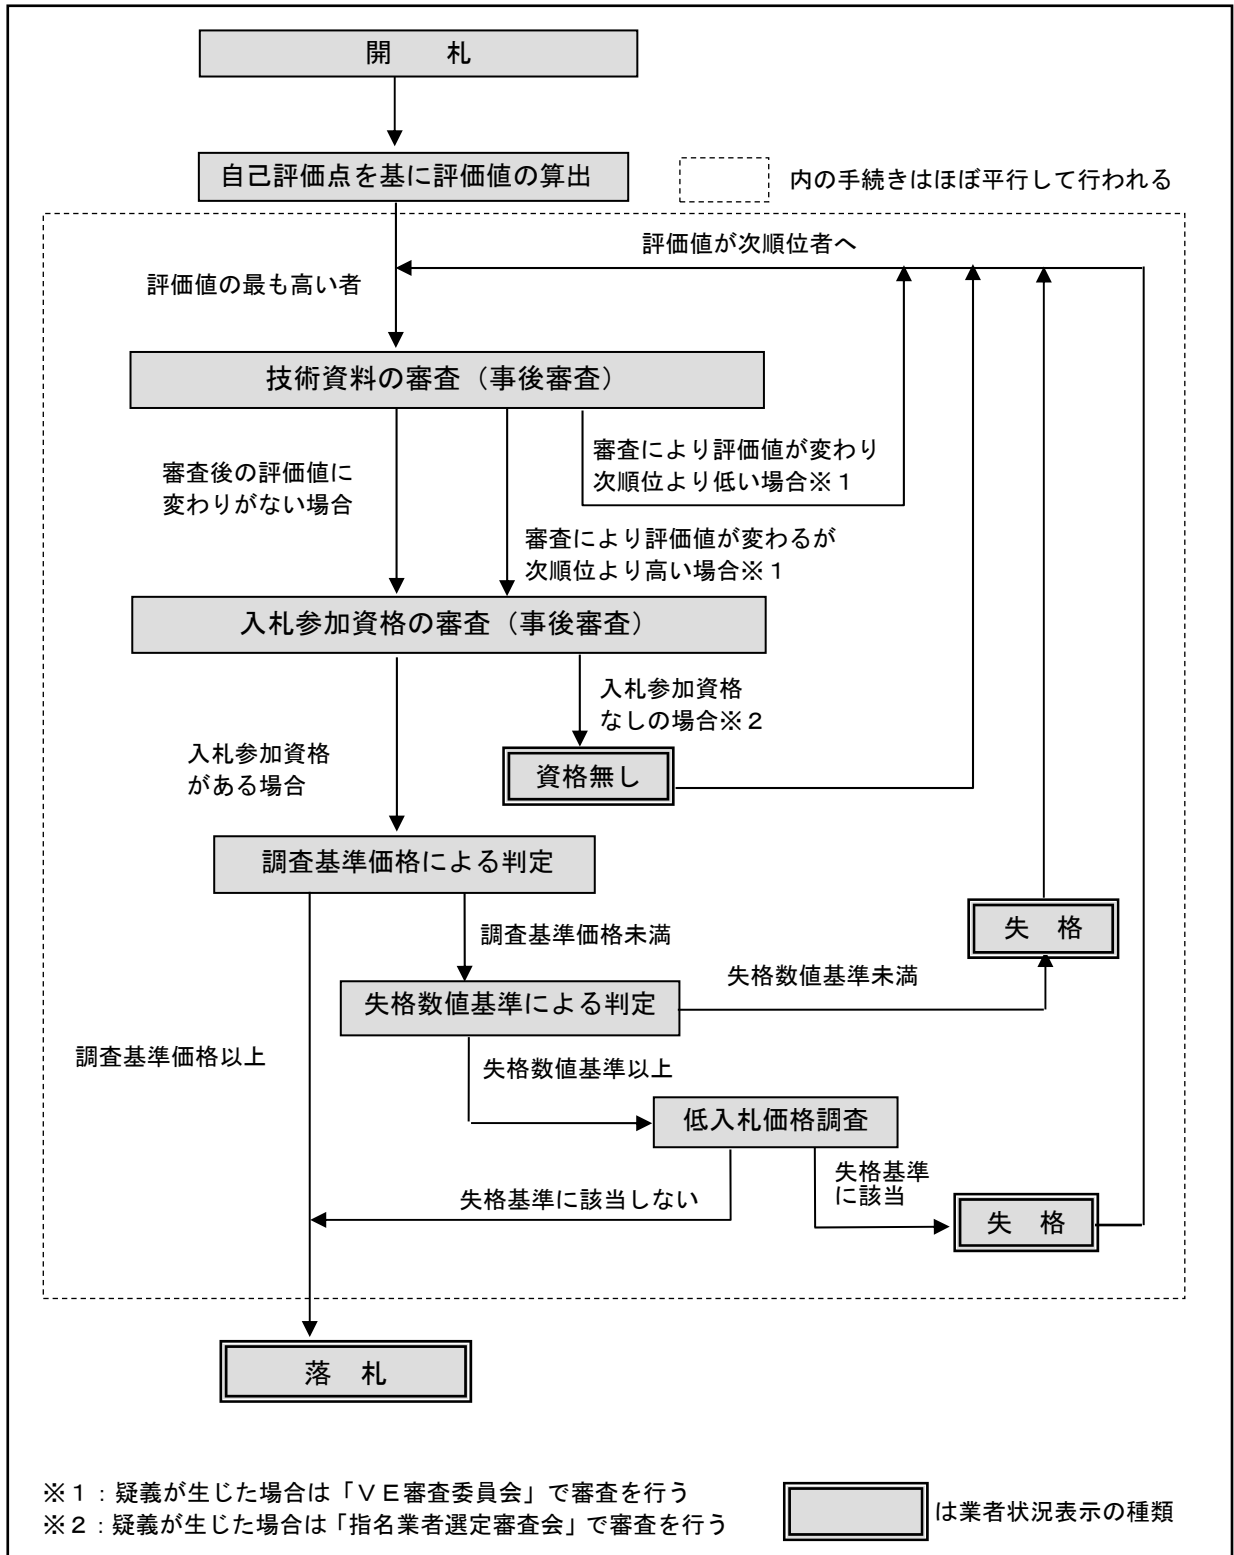 開　　札
自己評価点を基に評価値の算出
内の手続きはほぼ平行して行われる
評価値が次順位者へ
評価値の最も高い者
技術資料の審査（事後審査）
審査後の評価値に
変わりがない場合
審査により評価値が変わり
次順位より低い場合※１
審査により評価値が変わるが
次順位より高い場合※１
入札参加資格の審査（事後審査）
入札参加資格
なしの場合※２
入札参加資格
がある場合
資格無し
調査基準価格による判定
調査基準価格未満
失　格
失格数値基準未満
失格数値基準による判定
調査基準価格以上
失格数値基準以上
低入札価格調査
失格基準
に該当
失格基準に該当しない
失　格
落　札
※１：疑義が生じた場合は「ＶＥ審査委員会」で審査を行う
※２：疑義が生じた場合は「指名業者選定審査会」で審査を行う
は業者状況表示の種類